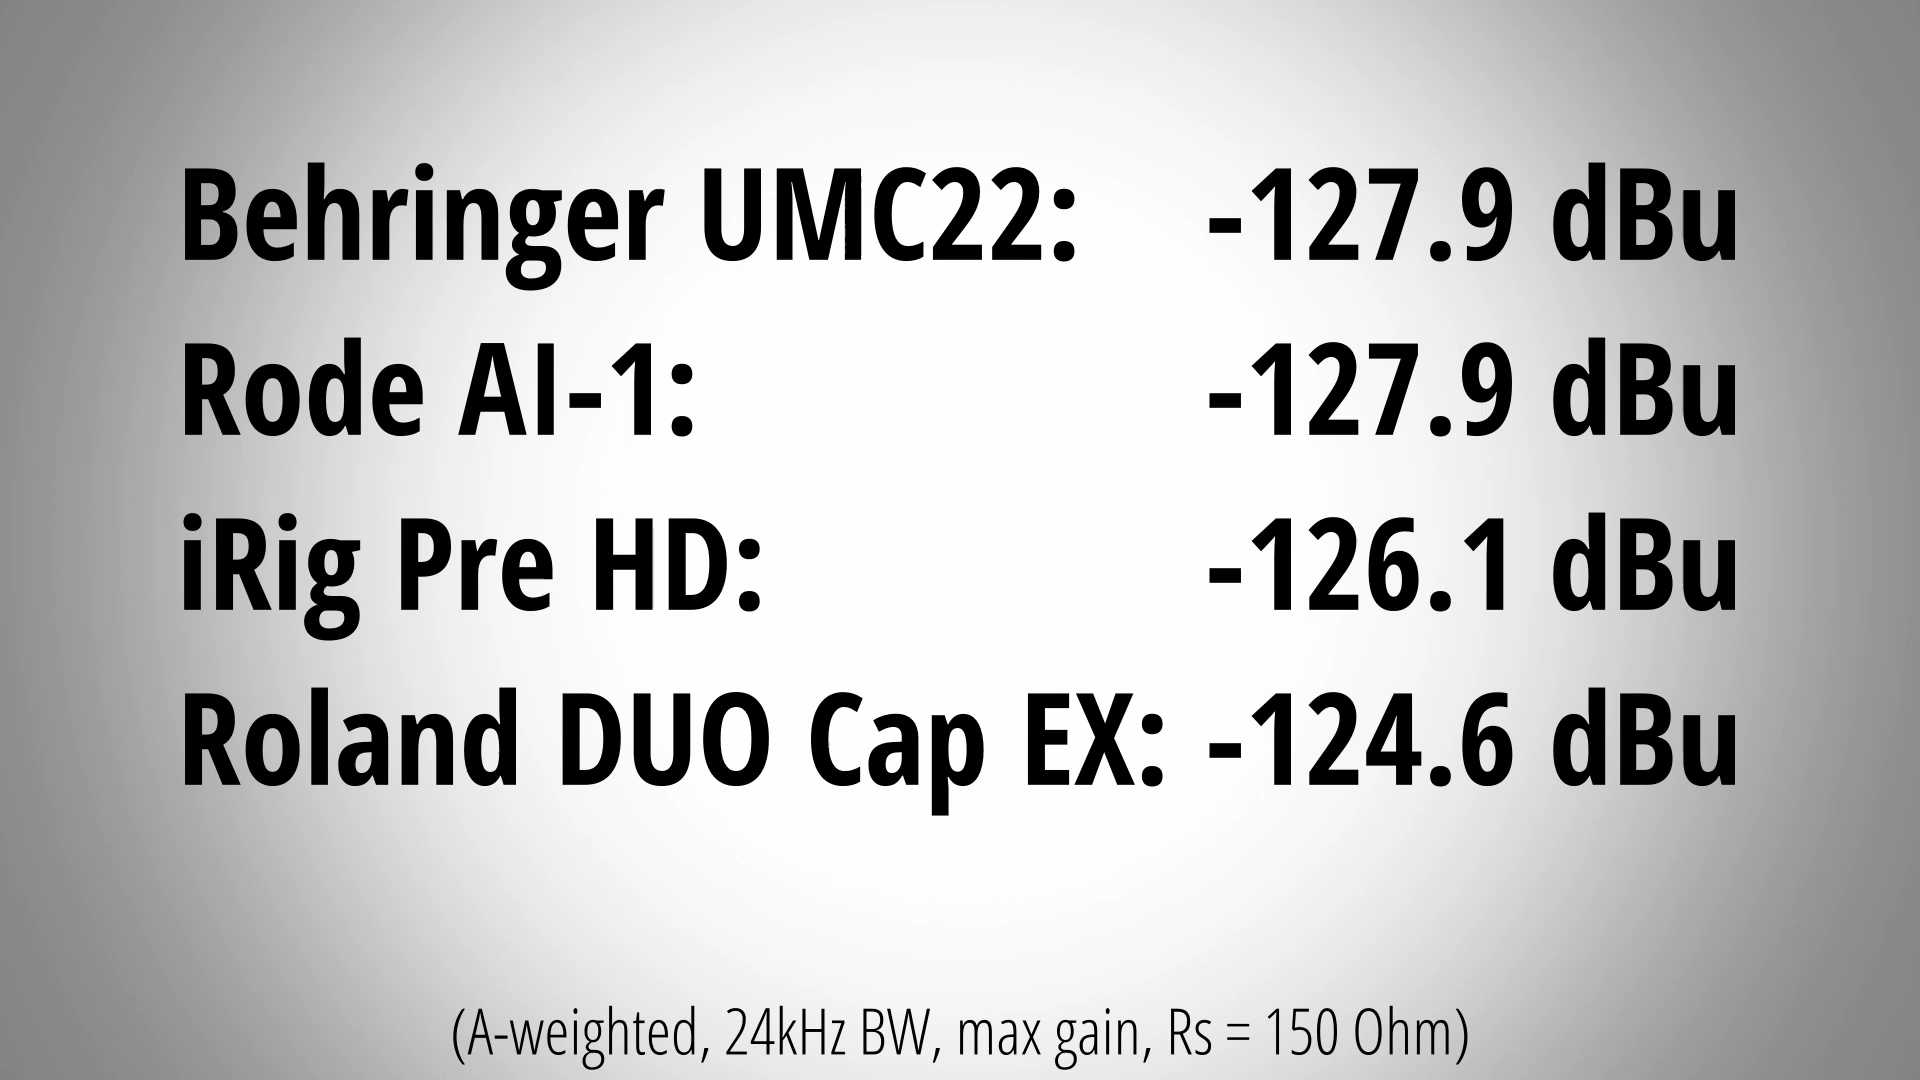 Behringer UMC22: -127.9 dBu
Rode AI-1: -127.9 dBu
iRig Pre HD: -126.1 dBu
Roland DUO Cap EX: -124.6 dBu
(A-weighted, 24kHz BW, max gain, Rs = 150 Ohm)